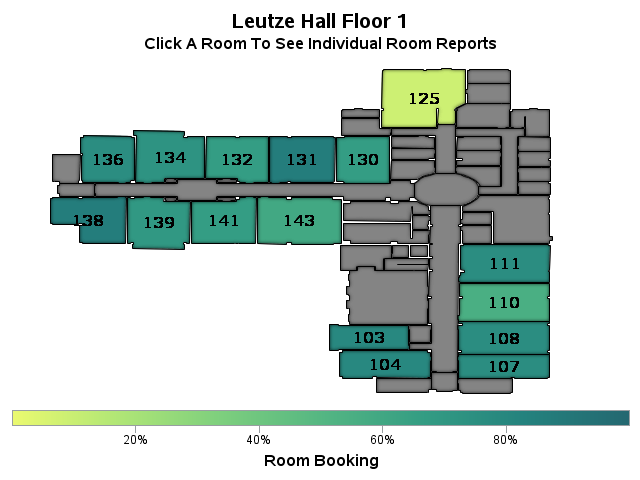 Leutze Hall Floor 1
Click A Room To See Individual Room Reports
125
136 134 132 131 130
138 139 141 143
111
110
103 108
104 107
20% 40% 60% 80%
Room Booking